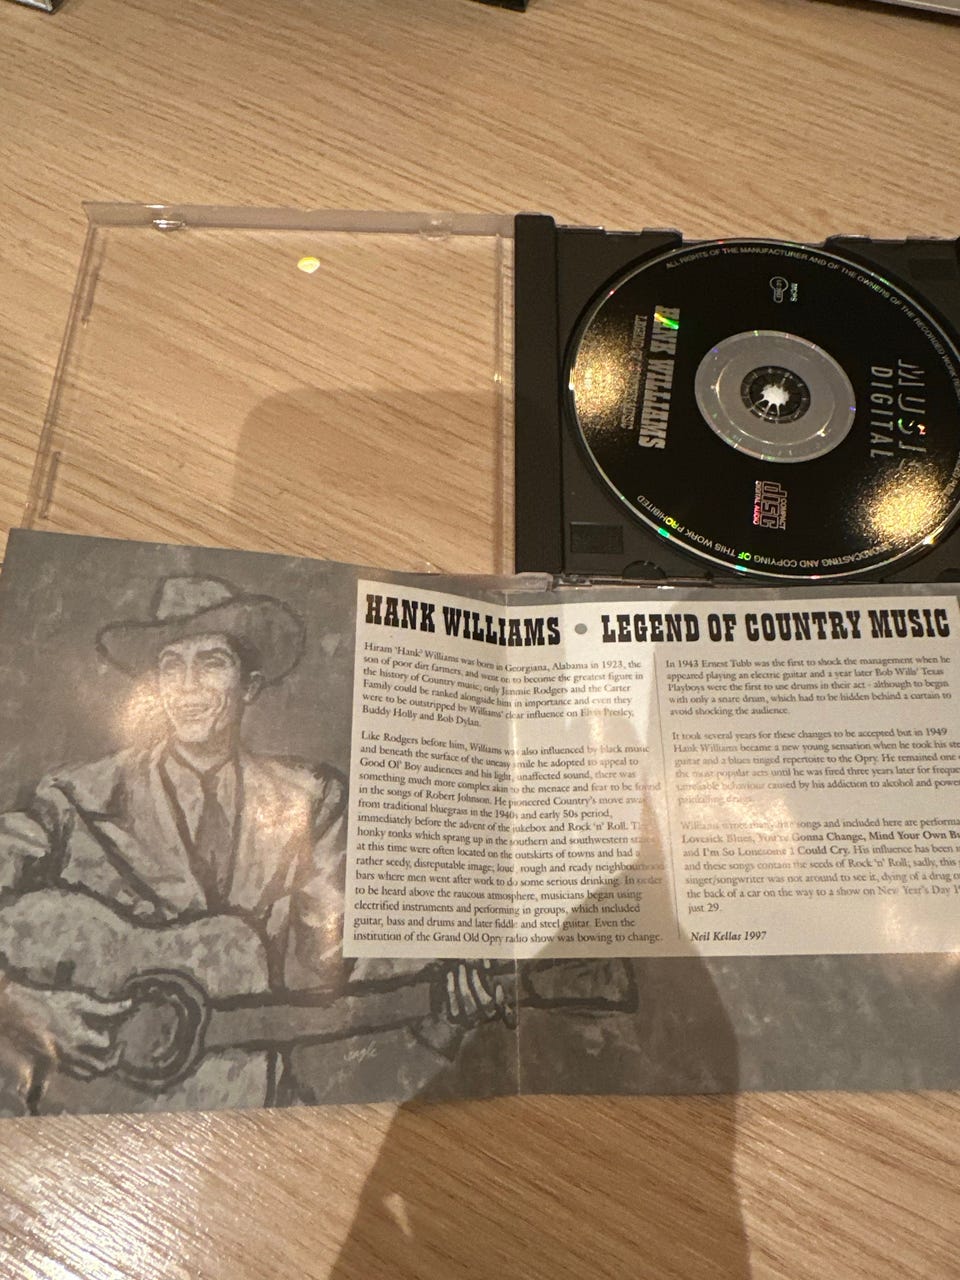 ALL RIGHTS OF THE MANUFACTURER AND OF THE OWNERS OF THE RECORDED WORK
BROADCASTING AND COPYING OF THIS WORK PROHIBITED
MCPS
HANK WILLIAMS
LEGEND OF COUNTRY MUSIC
DIGITAL
COMPACT
disc
DIGITAL AUDIO
HANK WILLIAMS • LEGEND OF COUNTRY MUSIC
Hiram 'Hank' Williams was born in Georgiana, Alabama in 1923, the
son of poor dirt farmers, and went on to become the greatest figure in
the history of Country music; only Jimmie Rodgers and the Carter
Family could be ranked alongside him in importance and even they
were to be outstripped by Williams' clear influence on Elvis Presley,
Buddy Holly and Bob Dylan.
Like Rodgers before him, Williams was also influenced by black music
and beneath the surface of the uneasy smile he adopted to appeal to
Good Ol' Boy audiences and his light, unaffected sound, there was
something much more complex akin to the menace and fear to be found
in the songs of Robert Johnson. He pioneered Country's move away
from traditional bluegrass in the 1940s and early 50s period,
immediately before the advent of the jukebox and Rock 'n' Roll. The
honky tonks which sprang up in the southern and southwestern states
at this time were often located on the outskirts of towns and had a
rather seedy, disreputable image; loud, rough and ready neighbourhood
bars where men went after work to do some serious drinking. In order
to be heard above the raucous atmosphere, musicians began using
electrified instruments and performing in groups, which included
guitar, bass and drums and later fiddle and steel guitar. Even the
institution of the Grand Old Opry radio show was bowing to change.
In 1943 Ernest Tubb was the first to shock the management when he
appeared playing an electric guitar and a year later Bob Wills' Texas
Playboys were the first to use drums in their act - although to begin
with only a snare drum, which had to be hidden behind a curtain to
avoid shocking the audience.
It took several years for these changes to be accepted but in 1949
Hank Williams became a new young sensation when he took his
guitar and a blues tinged repertoire to the Opry. He remained one
the most popular acts until he was fired three years later for
unreliable behaviour caused by his addiction to alcohol and
painkilling drugs.
Williams wrote many fine songs and included here are
Lovesick Blues, You're Gonna Change, Mind Your Own
and I'm So Lonesome I Could Cry. His influence has been
and these songs contain the seeds of Rock 'n' Roll; sadly, this
singer/songwriter was not around to see it, dying of a drug
the back of a car on the way to a show on New Year's Day
just 29.
Neil Kellas 1997